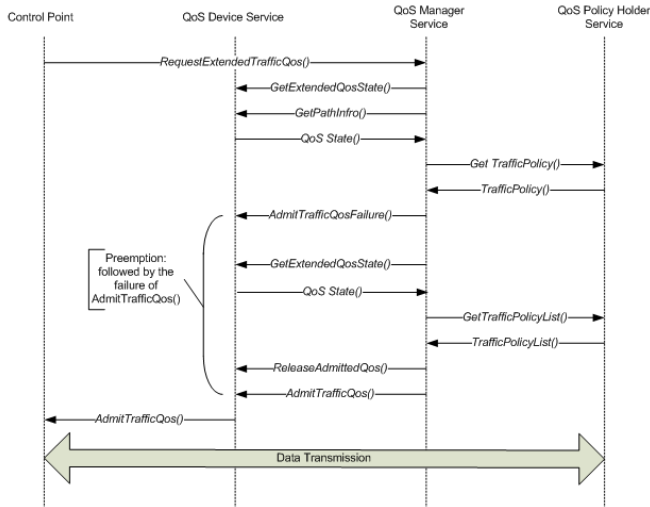 Control Point
QoS Device Service
QoS Manager
Service
QoS Policy Holder
Service
RequestExtendedTrafficQos()
GetExtendedQosState()
GetPathInfro()
QoS State()
Get TrafficPolicy()
TrafficPolicy()
AdmitTrafficQosFailure()
Preemption:
followed by the
failure of
AdmitTrafficQos()
GetExtendedQosState()
QoS State()
GetTrafficPolicyList()
TrafficPolicyList()
ReleaseAdmittedQos()
AdmitTrafficQos()
AdmitTrafficQos()
Data Transmission